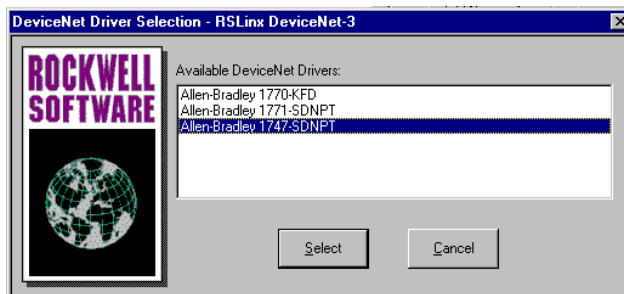 DeviceNet Driver Selection - RSLinx DeviceNet-3
ROCKWELL
SOFTWARE
Available DeviceNet Drivers:
Allen-Bradley 1770-KFD
Allen-Bradley 1771-SDNPT
Allen-Bradley 1747-SDNPT
Select
Cancel